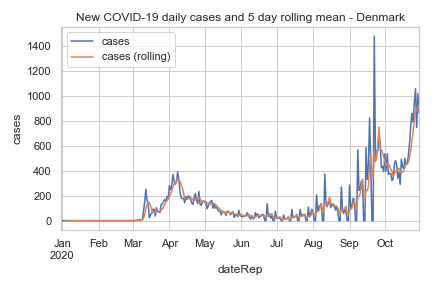 New COVID-19 daily cases and 5 day rolling mean - Denmark
cases
cases (rolling)
1400
1200
1000
800
600
400
200
0
cases
Jan Feb Mar Apr May Jun Jul Aug Sep Oct
2020
dateRep